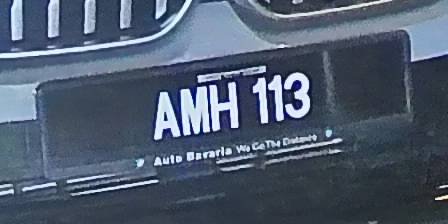 AMH 113
Auto Bavaria We Go The Distance